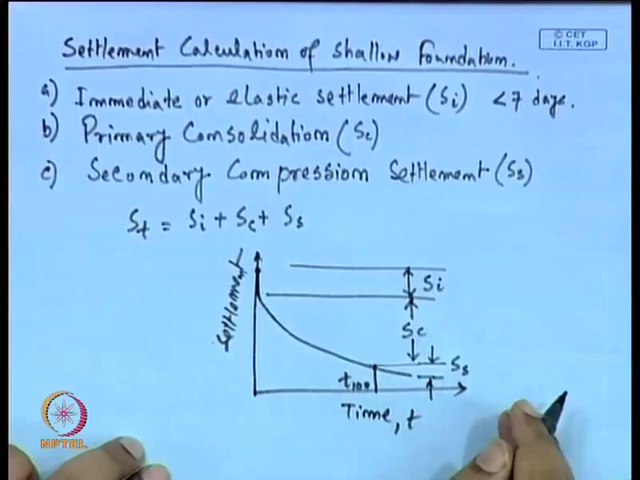 Settlement Calculation of Shallow Foundation.
© CET
I.I.T. KGP
a) Immediate or elastic settlement (Si) <7 days.
b) Primary Consolidation (Sc)
c) Secondary Compression Settlement (Ss)
St = Si + Sc + Ss
Settlement
Si
Sc
Ss
t100
Time, t
NPTEL